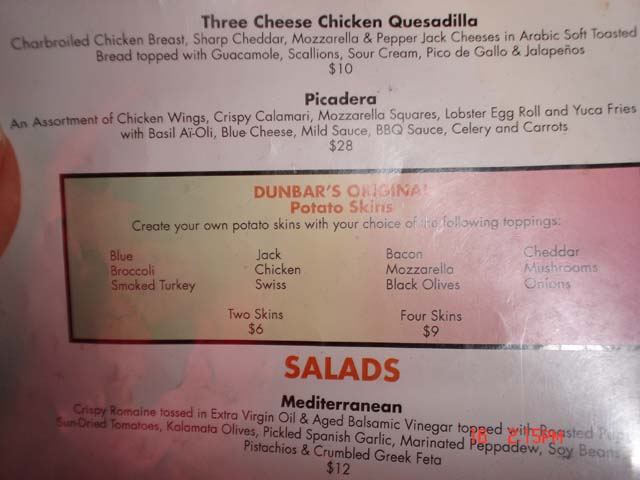 Three Cheese Chicken Quesadilla
Charbroiled Chicken Breast, Sharp Cheddar, Mozzarella & Pepper Jack Cheeses in Arabic Soft Toasted
Bread topped with Guacamole, Scallions, Sour Cream, Pico de Gallo & Jalapeños
$10
Picadera
An Assortment of Chicken Wings, Crispy Calamari, Mozzarella Squares, Lobster Egg Roll and Yuca Fries
with Basil Aï-Oli, Blue Cheese, Mild Sauce, BBQ Sauce, Celery and Carrots
$28
DUNBAR'S ORIGINAL
Potato Skins
Create your own potato skins with your choice of the following toppings:
Blue Jack Bacon Cheddar
Broccoli Chicken Mozzarella Mushrooms
Smoked Turkey Swiss Black Olives Onions
Two Skins Four Skins
$6 $9
SALADS
Mediterranean
Crispy Romaine tossed in Extra Virgin Oil & Aged Balsamic Vinegar topped with Roasted
Sun-Dried Tomatoes, Kalamata Olives, Pickled Spanish Garlic, Marinated Peppadew, Soy Beans
Pistachios & Crumbled Greek Feta
$12
16 2:15PM